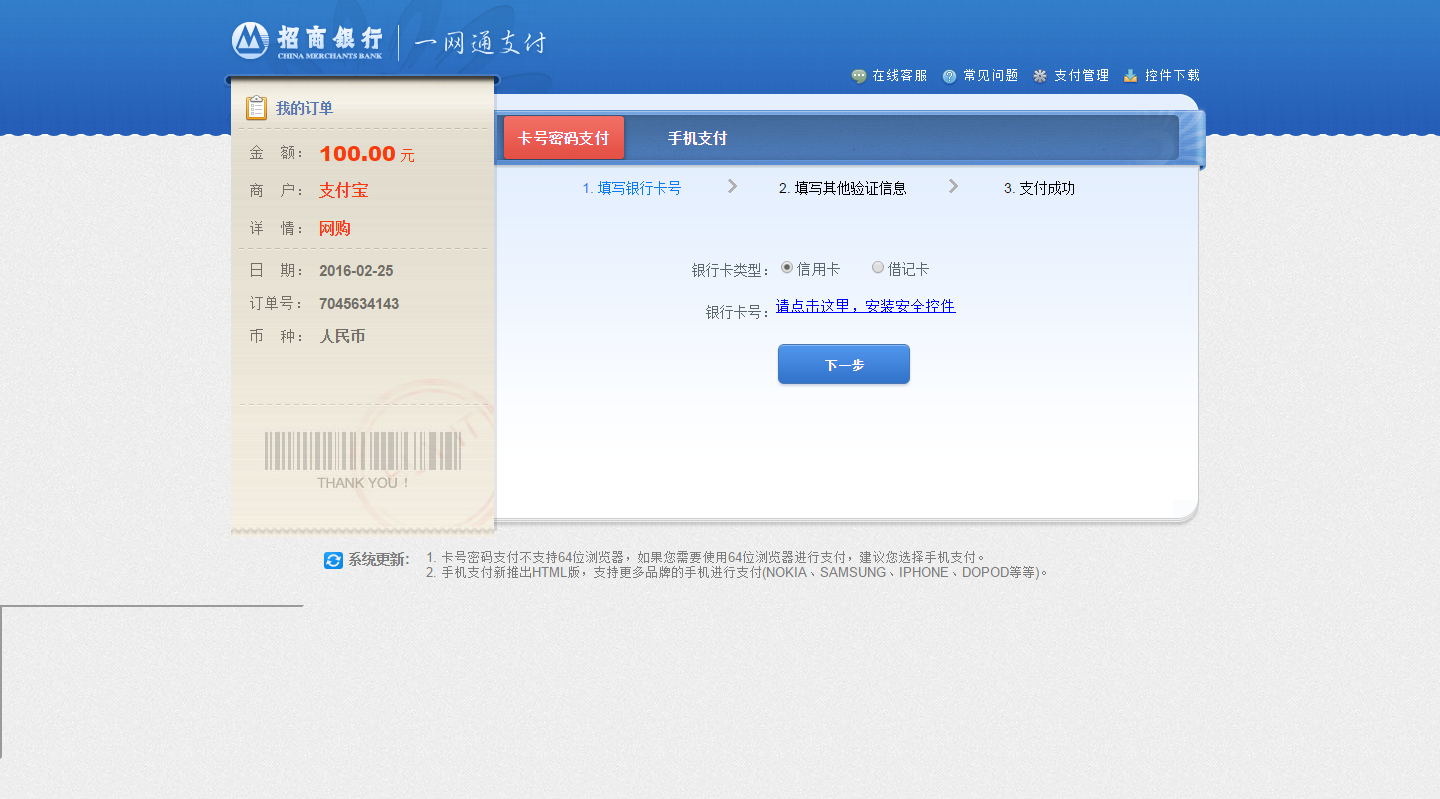 招商银行 一网通支付
CHINA MERCHANTS BANK
在线客服 常见问题 支付管理 控件下载
我的订单
金 额： 100.00 元
商 户： 支付宝
详 情： 网购
日 期： 2016-02-25
订单号： 7045634143
币 种： 人民币
THANK YOU !
卡号密码支付 手机支付
1. 填写银行卡号 2. 填写其他验证信息 3. 支付成功
银行卡类型： 信用卡 借记卡
银行卡号： 请点击这里，安装安全控件
下一步
系统更新: 1. 卡号密码支付不支持64位浏览器，如果您需要使用64位浏览器进行支付，建议您选择手机支付。
2. 手机支付新推出HTML版，支持更多品牌的手机进行支付(NOKIA、SAMSUNG、IPHONE、DOPOD等等)。